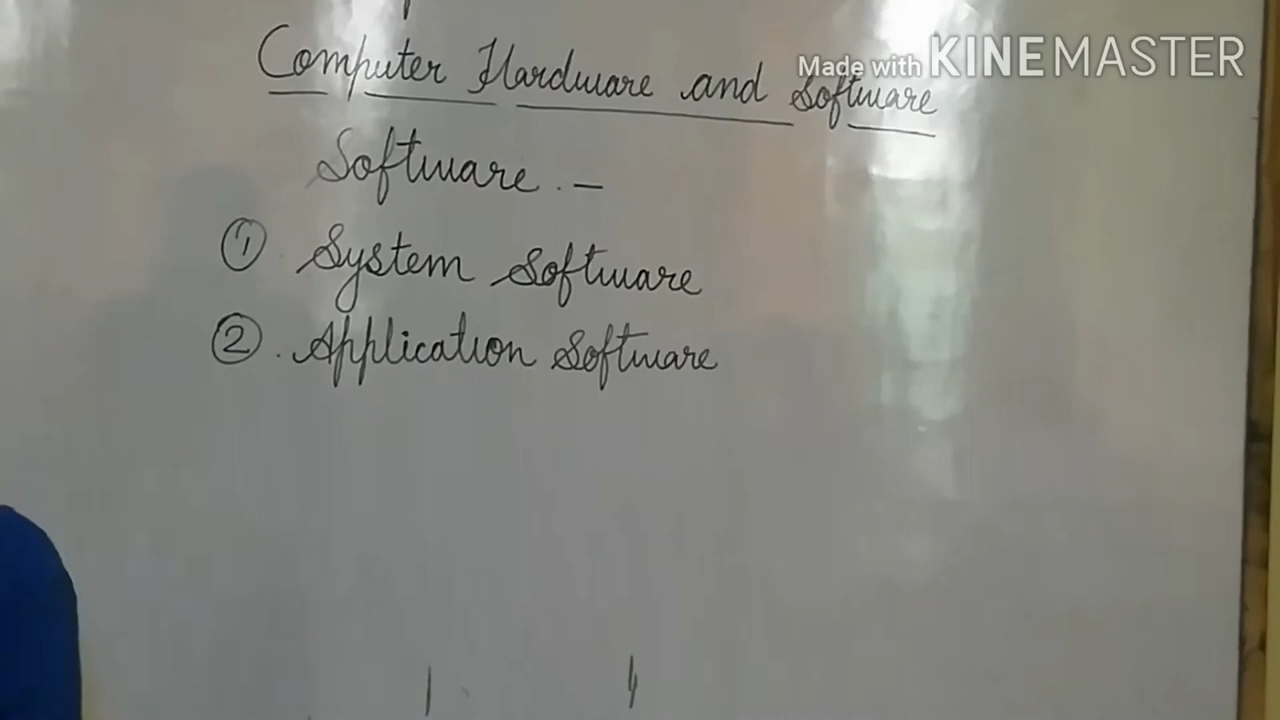 Made with KINEMASTER
Computer Hardware and Software
Software . –
① System Software
② . Application Software